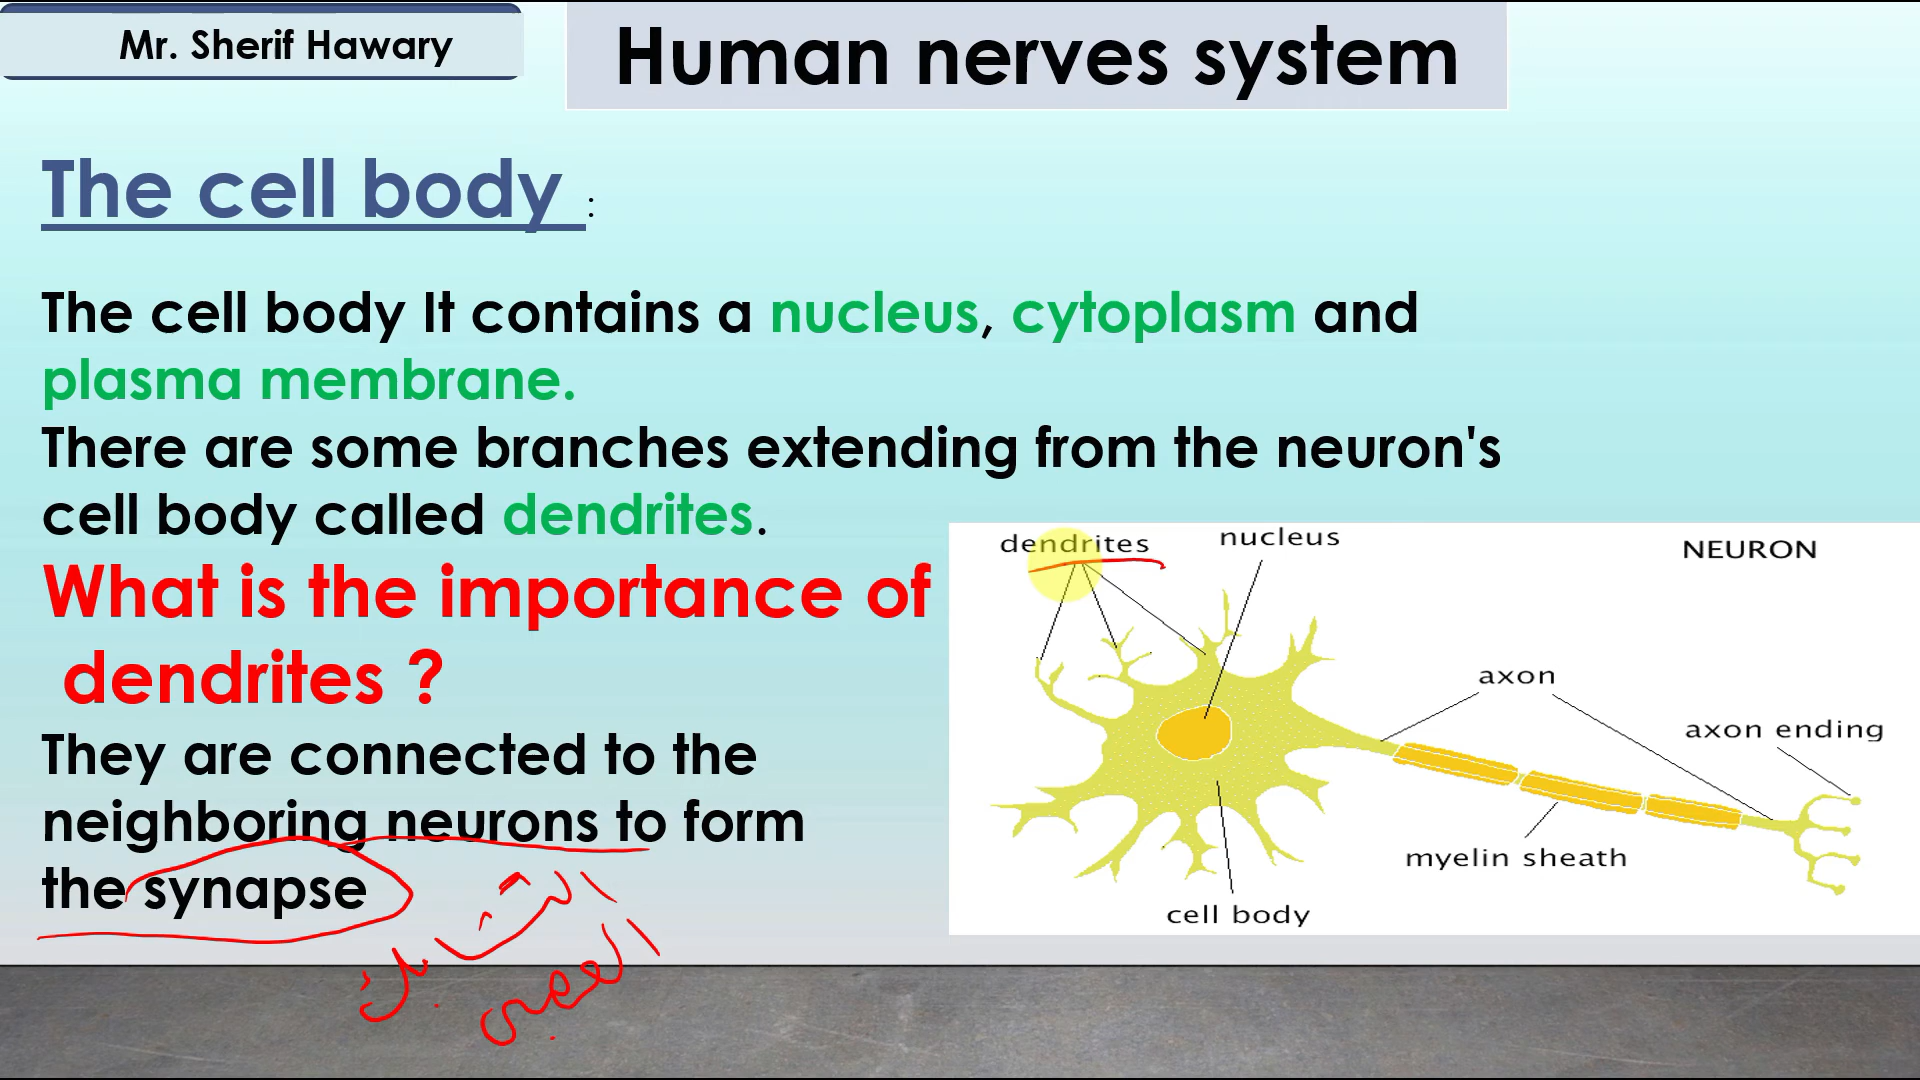 Mr. Sherif Hawary
Human nerves system
The cell body :
The cell body It contains a nucleus, cytoplasm and
plasma membrane.
There are some branches extending from the neuron's
cell body called dendrites.
What is the importance of
dendrites ?
They are connected to the
neighboring neurons to form
the synapse
التشابك
العصبي
dendrites
nucleus
NEURON
axon
axon ending
myelin sheath
cell body